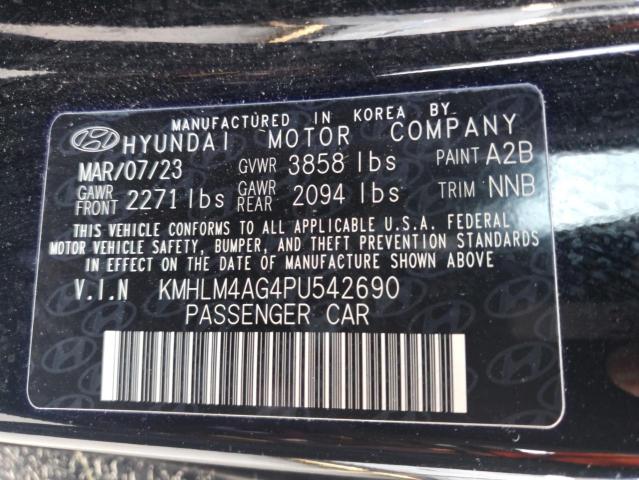 MANUFACTURED IN KOREA BY
HYUNDAI MOTOR COMPANY
MAR/07/23 GVWR 3858 lbs PAINT A2B
GAWR FRONT 2271 lbs GAWR REAR 2094 lbs TRIM NNB
THIS VEHICLE CONFORMS TO ALL APPLICABLE U.S.A. FEDERAL
MOTOR VEHICLE SAFETY, BUMPER, AND THEFT PREVENTION STANDARDS
IN EFFECT ON THE DATE OF MANUFACTURE SHOWN ABOVE.
V.I.N KMHLM4AG4PU542690
PASSENGER CAR